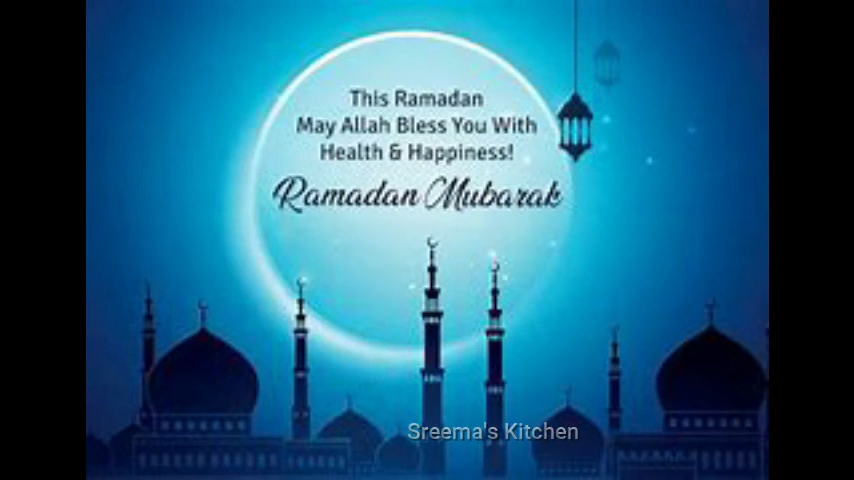 This Ramadan
May Allah Bless You With
Health & Happiness!
Ramadan Mubarak
Sreema's Kitchen